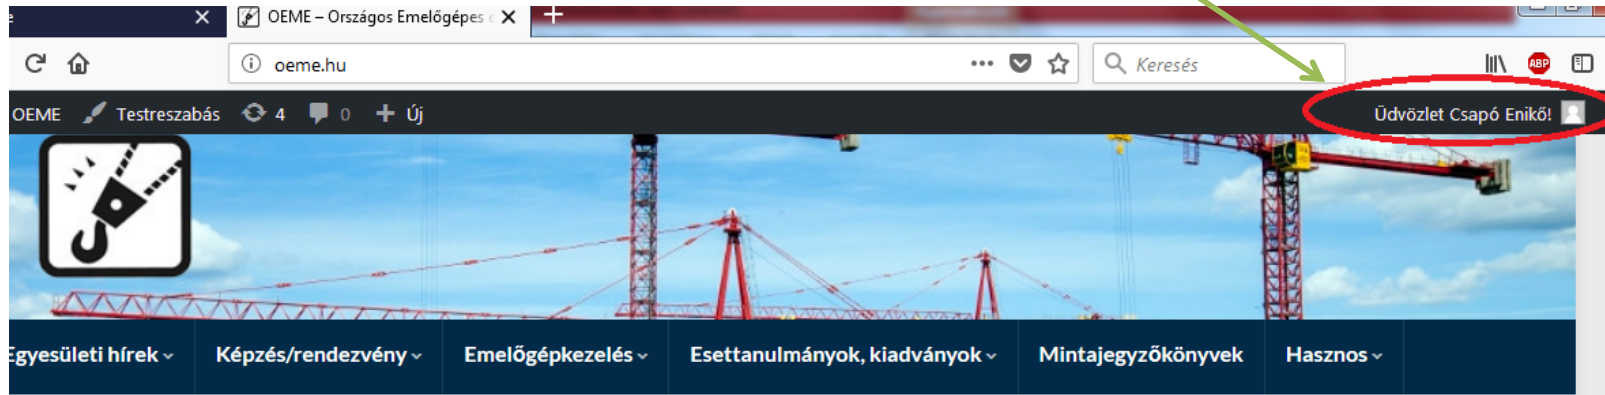 OEME – Országos Emelőgépes
oeme.hu
Keresés
ABP
OEME Testreszabás 4 0 Új
Üdvözlet Csapó Enikő!
Egyesületi hírek Képzés/rendezvény Emelőgépkezelés Esettanulmányok, kiadványok Mintajegyzőkönyvek Hasznos